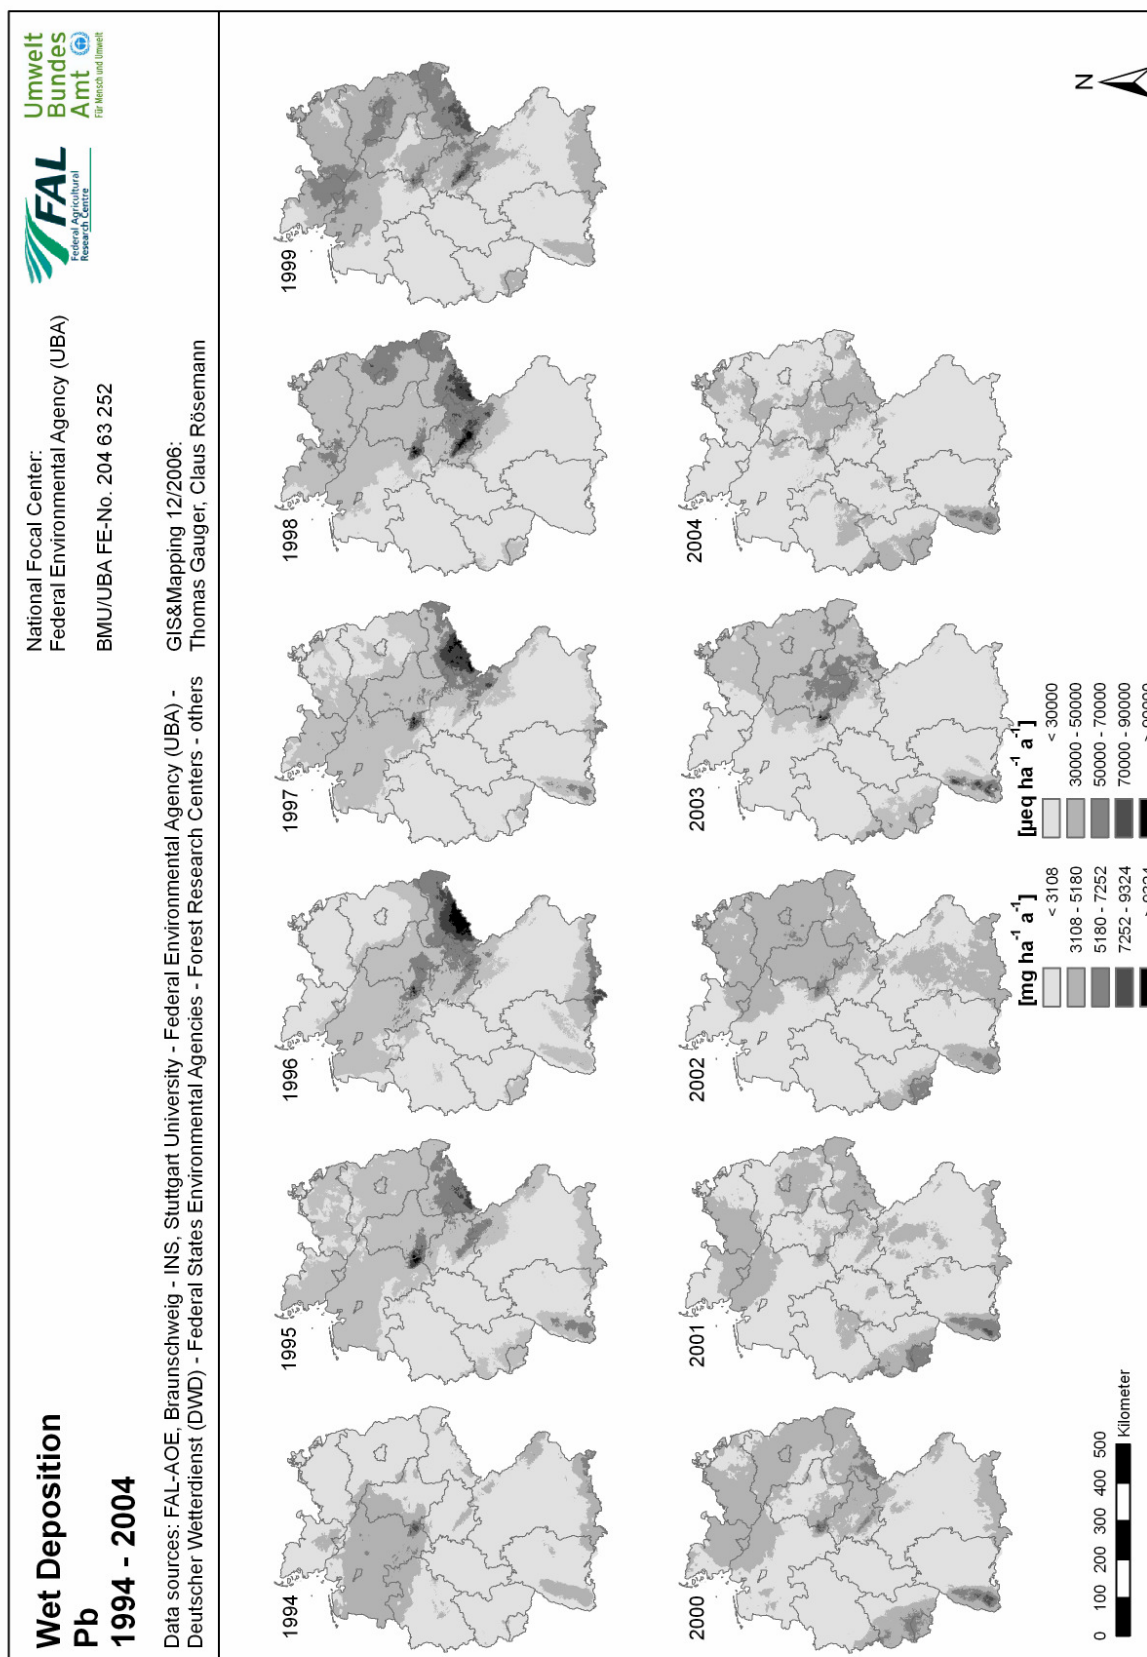 Wet Deposition
Pb
1994 - 2004
National Focal Center:
Federal Environmental Agency (UBA)
BMU/UBA FE-No. 204 63 252
FAL
Federal Agricultural
Research Centre
Umwelt
Bundes
Amt
Für Mensch und Umwelt
Data sources: FAL-AOE, Braunschweig - INS, Stuttgart University - Federal Environmental Agency (UBA) -
Deutscher Wetterdienst (DWD) - Federal States Environmental Agencies - Forest Research Centers - others
GIS&Mapping 12/2006:
Thomas Gauger, Claus Rösemann
1994
1995
1996
1997
1998
1999
2000
2001
2002
2003
2004
0 100 200 300 400 500
Kilometer
[mg ha⁻¹ a⁻¹]
< 3108
3108 - 5180
5180 - 7252
7252 - 9324
[µeq ha⁻¹ a⁻¹]
< 30000
30000 - 50000
50000 - 70000
70000 - 90000
N